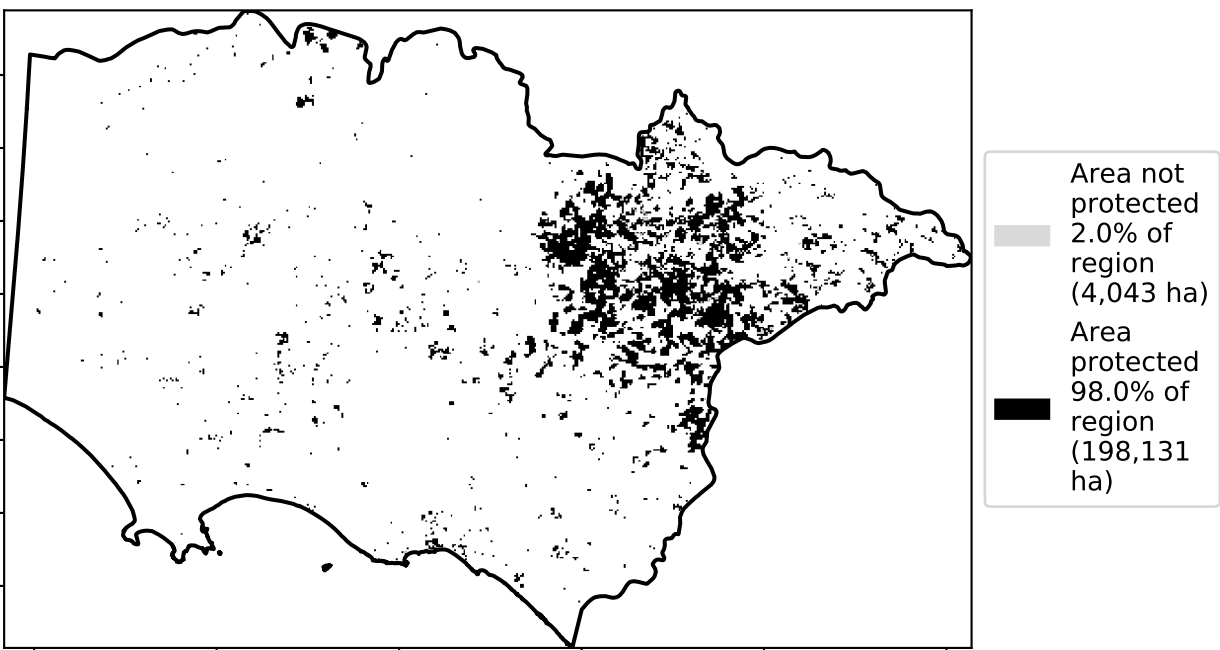 Area not
protected
2.0% of
region
(4,043 ha)
Area
protected
98.0% of
region
(198,131
ha)